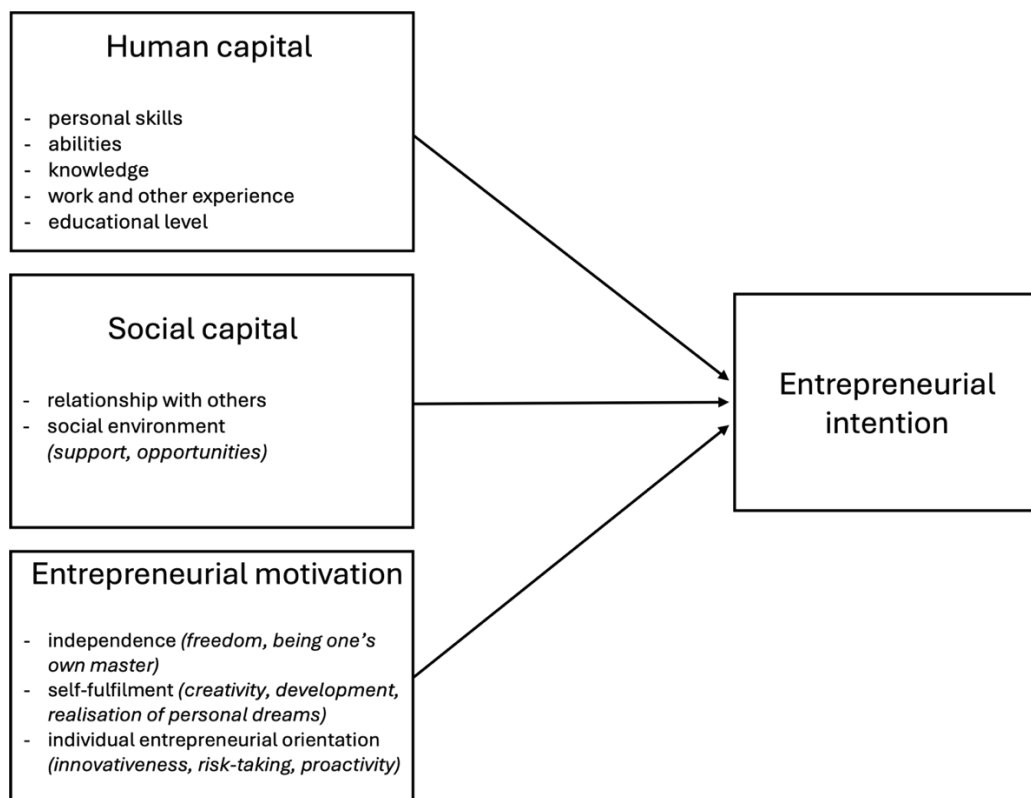 Human capital
- personal skills
- abilities
- knowledge
- work and other experience
- educational level
Social capital
- relationship with others
- social environment
(support, opportunities)
Entrepreneurial motivation
- independence (freedom, being one’s
own master)
- self-fulfilment (creativity, development,
realisation of personal dreams)
- individual entrepreneurial orientation
(innovativeness, risk-taking, proactivity)
Entrepreneurial
intention